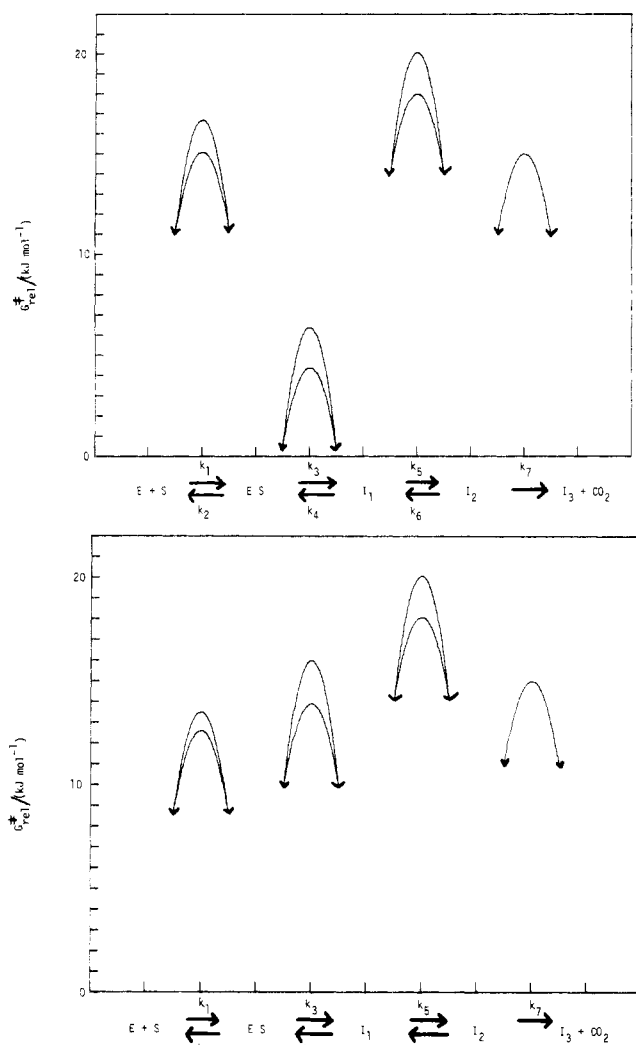 20
10
0
G‡rel/(kJ mol⁻¹)
k₁ k₃ k₅ k₇
E + S E S I₁ I₂ I₃ + CO₂
k₂ k₄ k₆
20
10
0
G‡rel/(kJ mol⁻¹)
k₁ k₃ k₅ k₇
E + S E S I₁ I₂ I₃ + CO₂